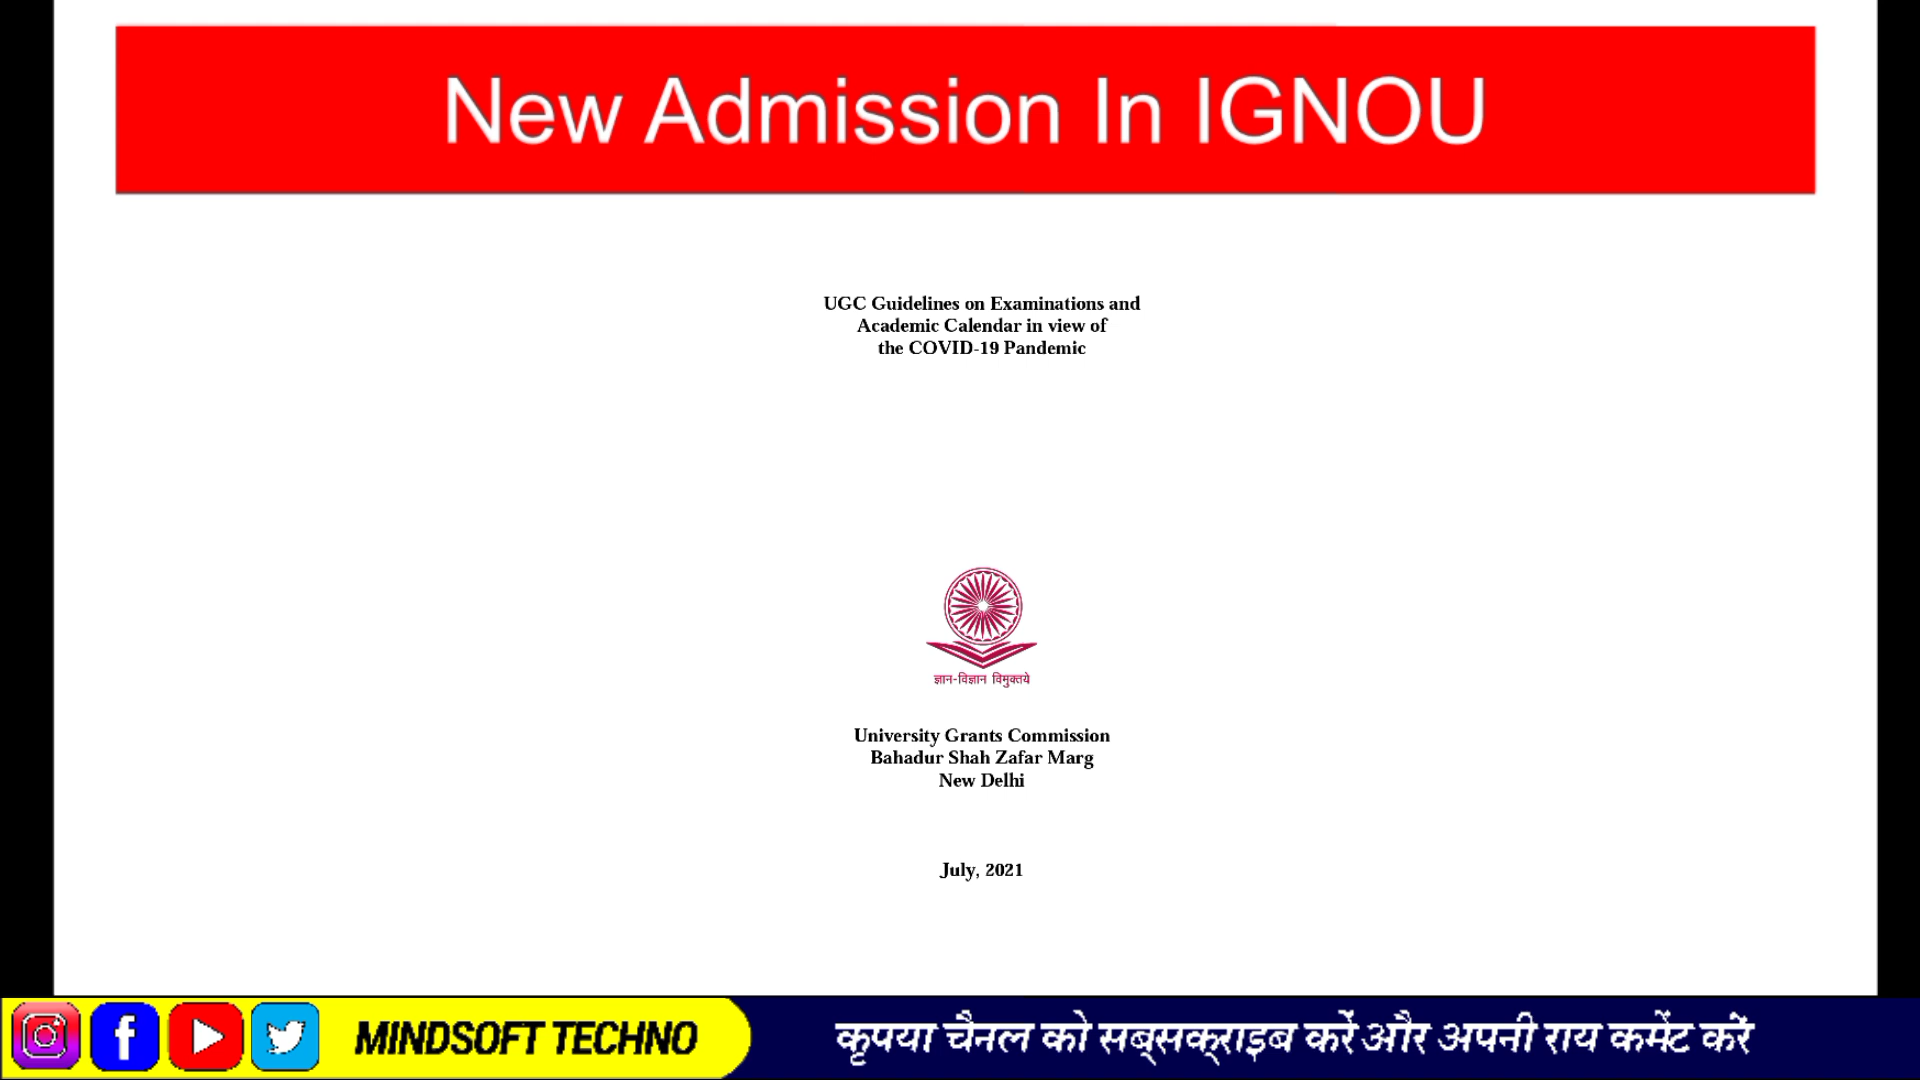 New Admission In IGNOU
UGC Guidelines on Examinations and
Academic Calendar in view of
the COVID-19 Pandemic
ज्ञान-विज्ञान विमुक्तये
University Grants Commission
Bahadur Shah Zafar Marg
New Delhi
July, 2021
MINDSOFT TECHNO
कृपया चैनल को सब्सक्राइब करें और अपनी राय कमेंट करें